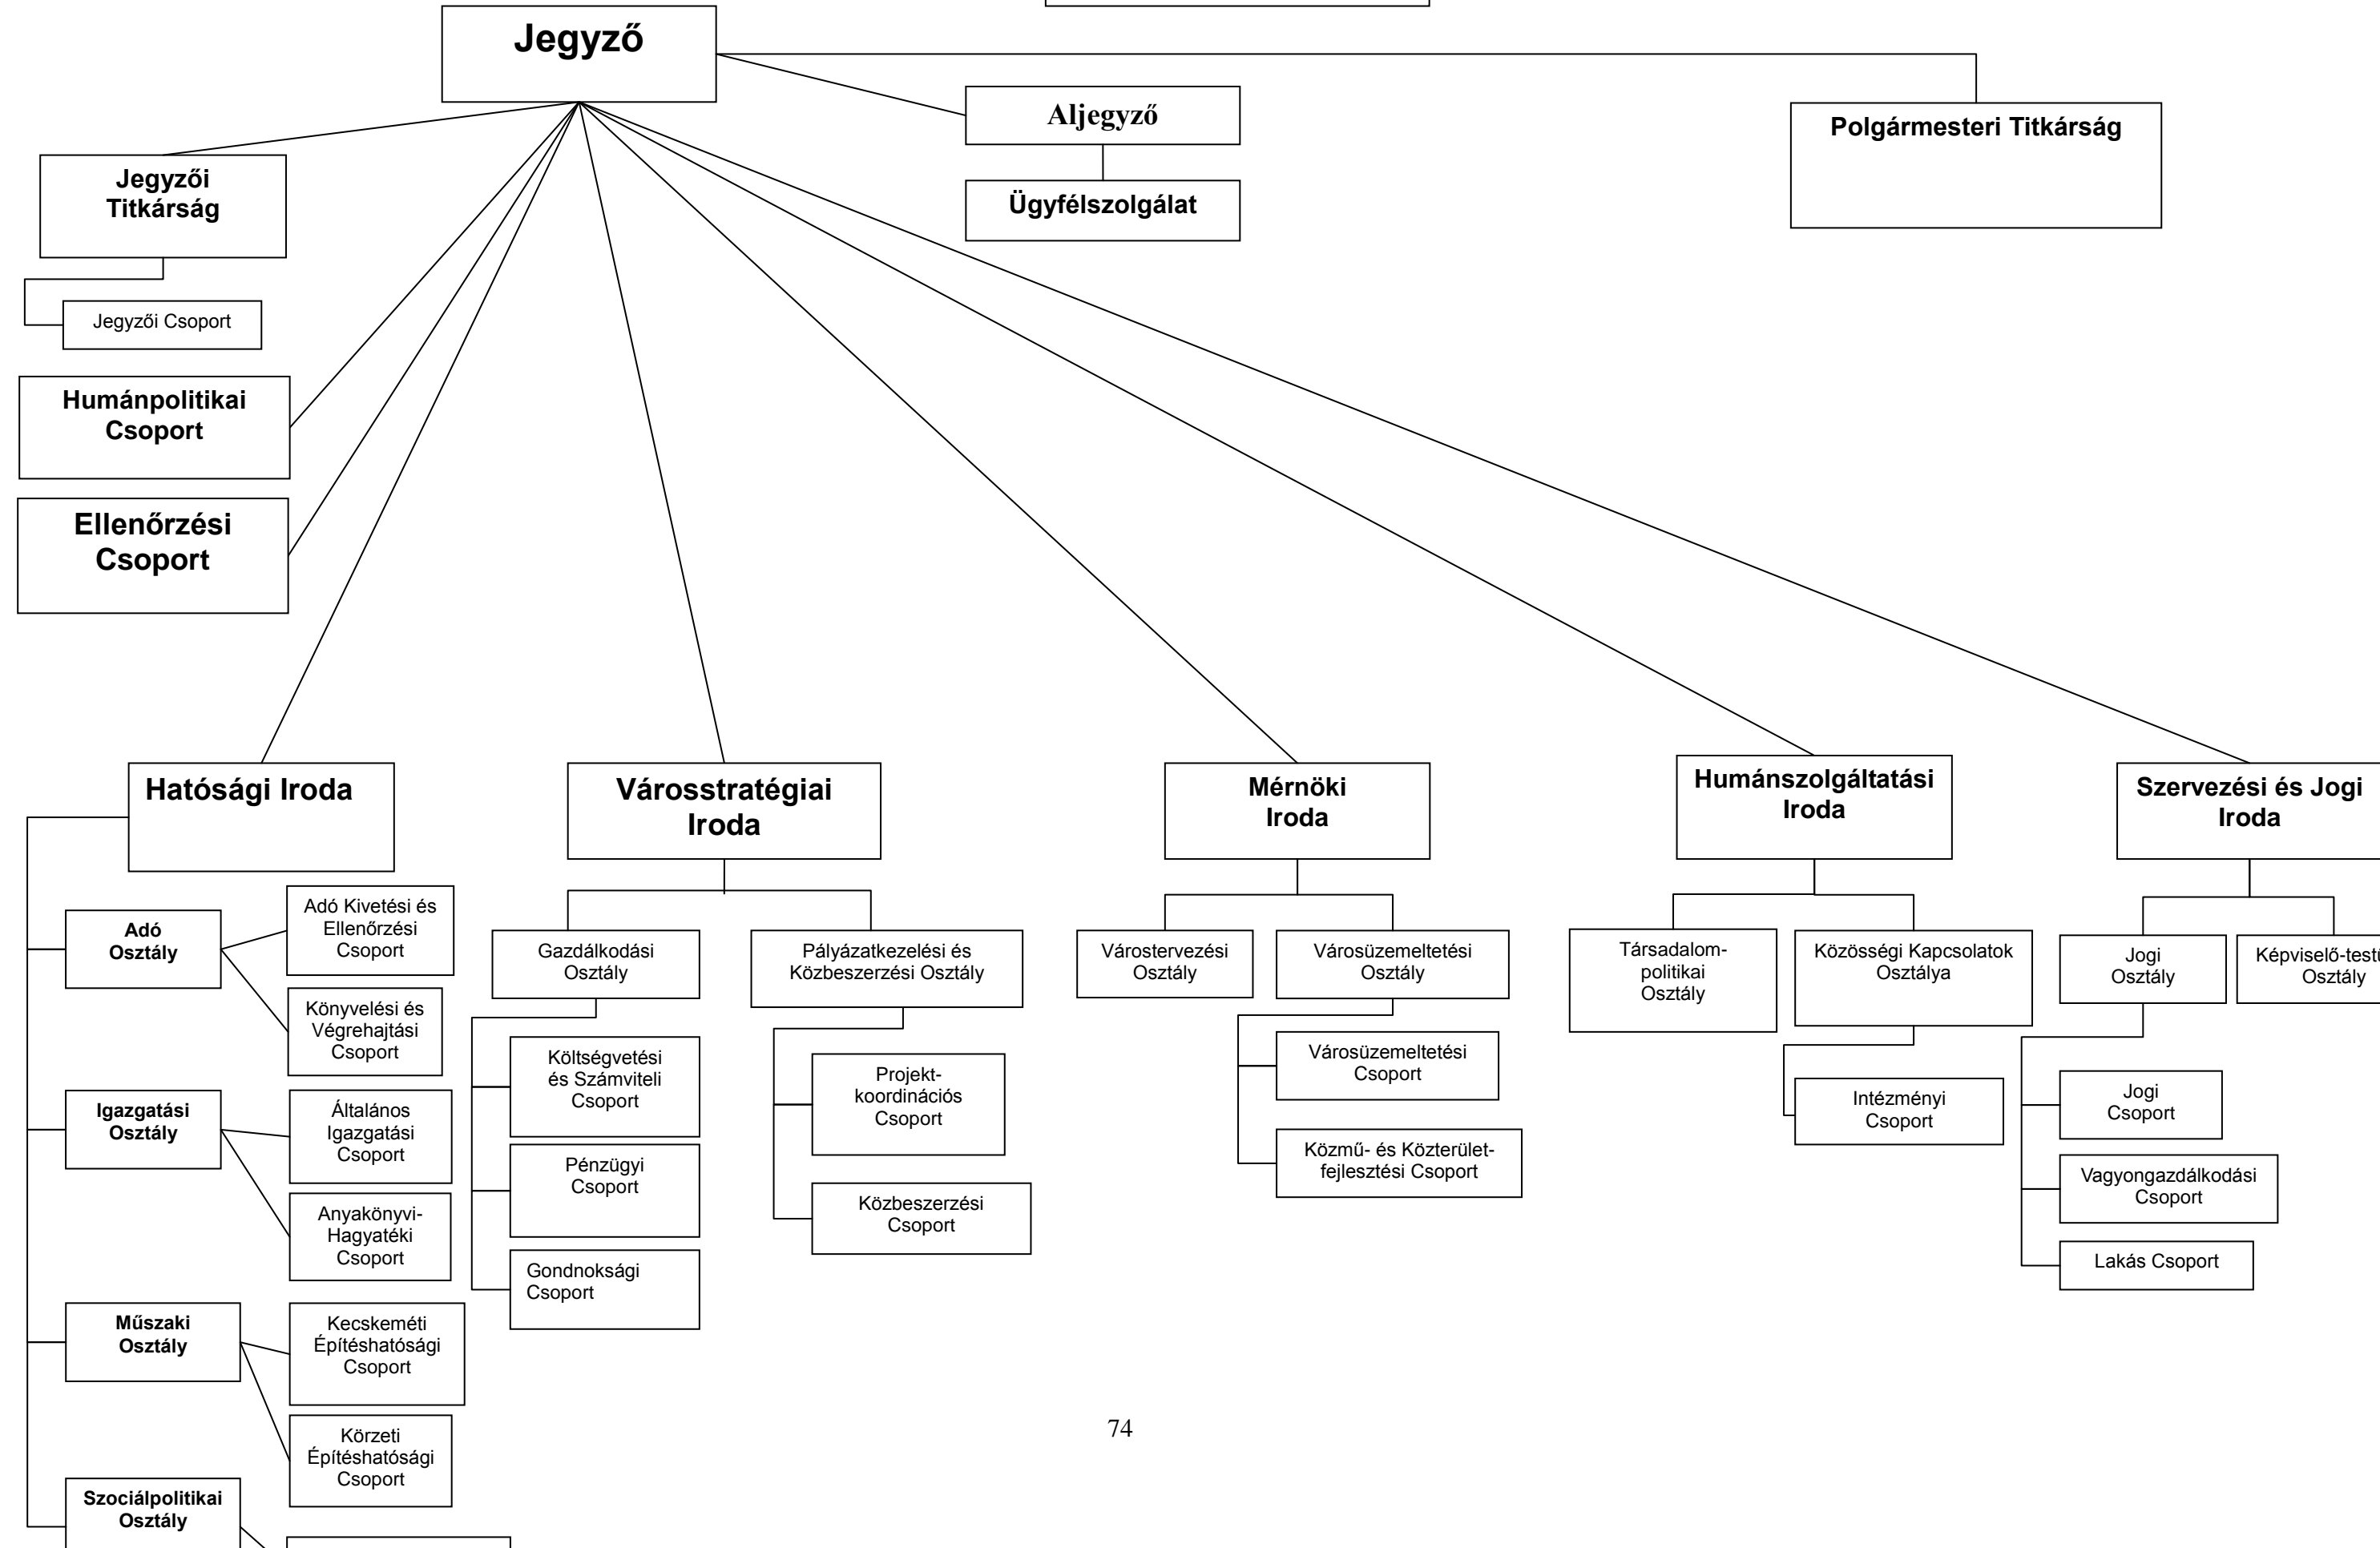 Jegyző
Aljegyző
Ügyfélszolgálat
Polgármesteri Titkárság
Jegyzői
Titkárság
Jegyzői Csoport
Humánpolitikai
Csoport
Ellenőrzési
Csoport
Hatósági Iroda
Adó
Osztály
Adó Kivetési és
Ellenőrzési
Csoport
Könyvelési és
Végrehajtási
Csoport
Igazgatási
Osztály
Általános
Igazgatási
Csoport
Anyakönyvi-
Hagyatéki
Csoport
Műszaki
Osztály
Kecskeméti
Építéshatósági
Csoport
Körzeti
Építéshatósági
Csoport
Szociálpolitikai
Osztály
Városstratégiai
Iroda
Gazdálkodási
Osztály
Költségvetési
és Számviteli
Csoport
Pénzügyi
Csoport
Gondnoksági
Csoport
Pályázatkezelési és
Közbeszerzési Osztály
Projekt-
koordinációs
Csoport
Közbeszerzési
Csoport
Mérnöki
Iroda
Várostervezési
Osztály
Városüzemeltetési
Osztály
Városüzemeltetési
Csoport
Közmű- és Közterület-
fejlesztési Csoport
Humánszolgáltatási
Iroda
Társadalom-
politikai
Osztály
Közösségi Kapcsolatok
Osztálya
Intézményi
Csoport
Szervezési és Jogi
Iroda
Jogi
Osztály
Jogi
Csoport
Vagyongazdálkodási
Csoport
Lakás Csoport
Osztály
74